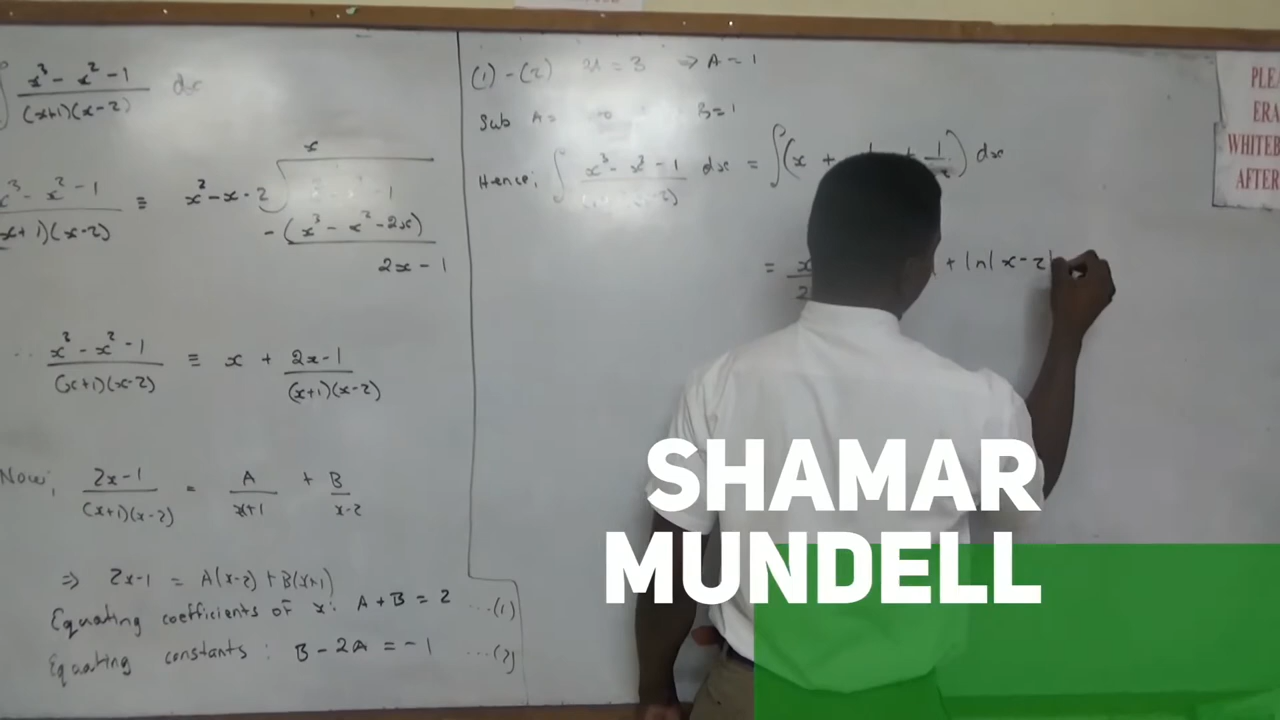 ∫ x³ - x² - 1 / (x+1)(x-2) dx
x³ - x² - 1 / (x+1)(x-2) ≡ x² - x - 2
x
-(x³ - x² - 2x)
2x - 1
x³ - x² - 1 / (x+1)(x-2) ≡ x + 2x-1 / (x+1)(x-2)
Now; 2x-1 / (x+1)(x-2) = A / x+1 + B / x-2
⇒ 2x-1 = A(x-2) + B(x+1)
Equating coefficients of x: A + B = 2 ...(1)
Equating constants: B - 2A = -1 ...(2)
(1) - (2) = 3 ⇒ A = 1
Sub A = B = 1
Hence; ∫ x³ - x² - 1 dx = ∫(x + + 1) dx
= x + ln|x-2|
PLEA
ERA
WHITEB
AFTER
SHAMAR
MUNDELL